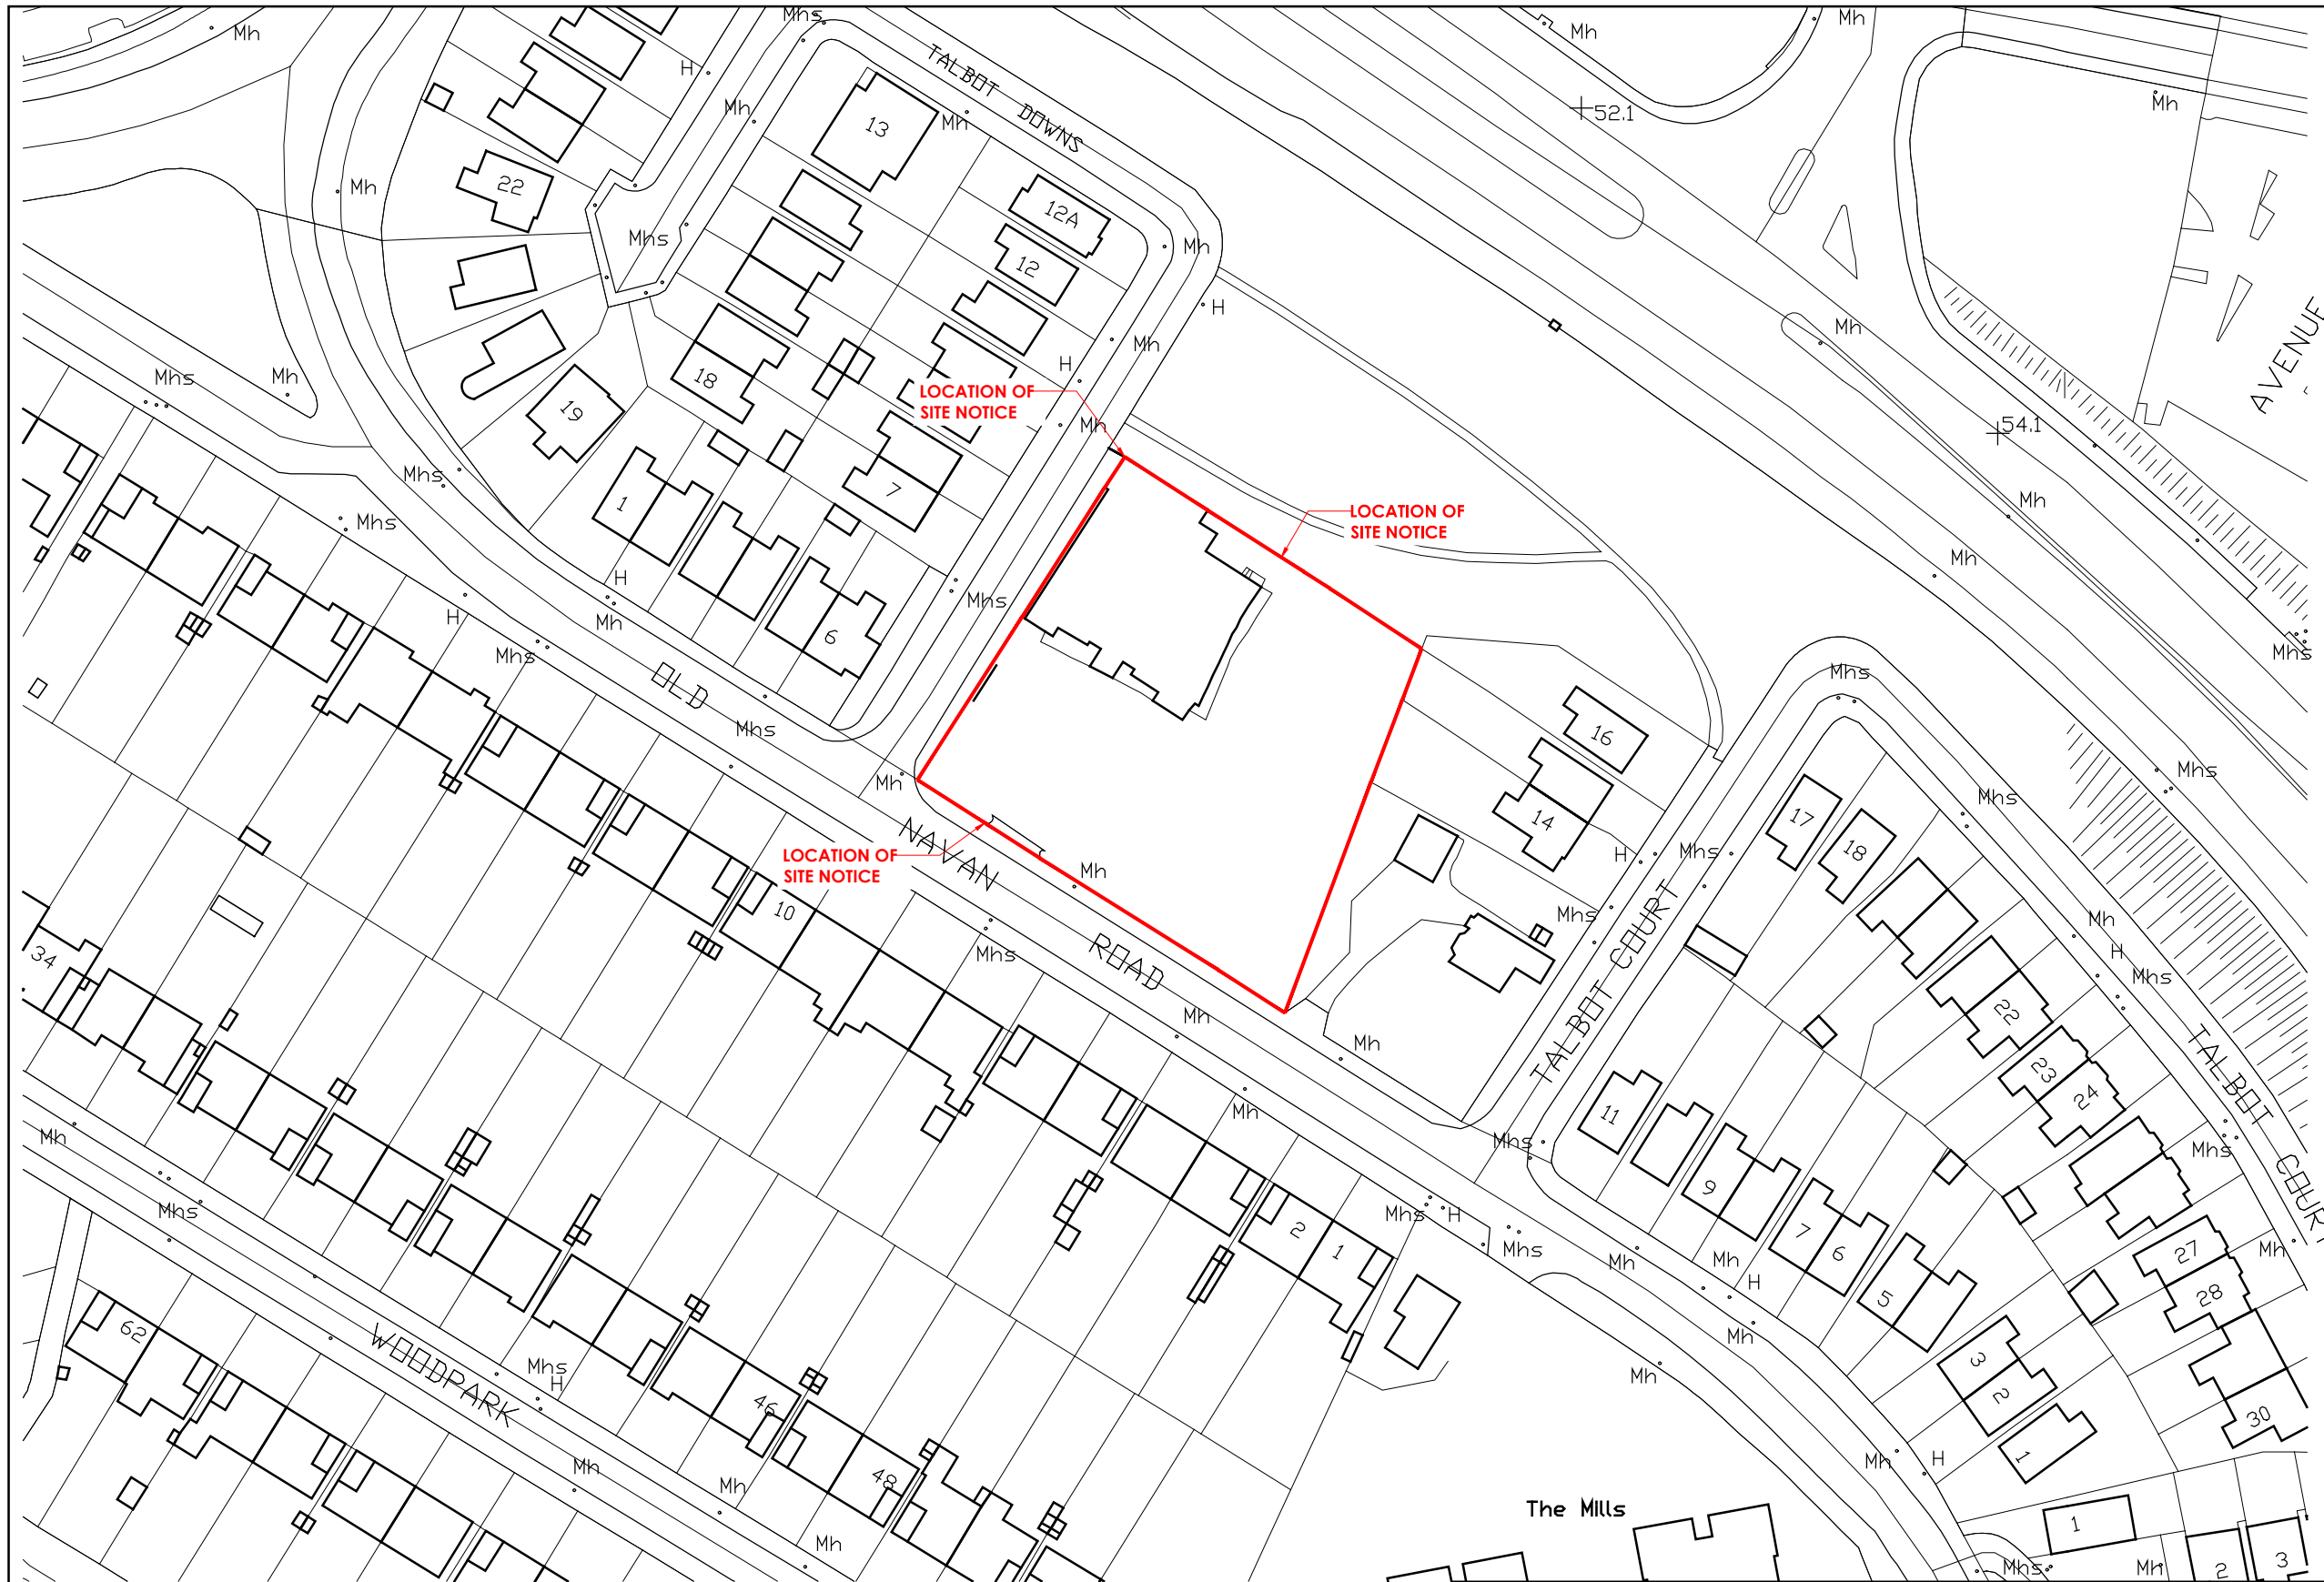 Mhs
Mh
Mh
Mh
TALBOT DOWNS
H
Mh
52.1
Mh
13
Mh
Mh
22
12A
Mh
Mhs
12
Mh
H
AVENUE
Mh
Mh
H
Mhs
Mh
18
LOCATION OF
SITE NOTICE
19
Mh
54.1
Mhs
7
Mh
1
LOCATION OF
SITE NOTICE
Mhs
Mh
H
Mhs
H
Mh
6
Mhs
Mhs
OLD
Mhs
Mhs
16
Mhs
Mh
Mhs
17
14
NAVAN
18
H
Mhs
LOCATION OF
SITE NOTICE
Mh
10
Mhs
Mh
H
Mhs
34
Mhs
ROAD
TALBOT COURT
22
Mh
Mh
23
24
TALBOT COURT
11
Mh
Mh
Mhs
Mhs
9
Mhs
Mhs
H
2
1
7
6
Mhs
Mh
Mh
H
27
Mh
28
5
62
Mh
WOODPARK
Mhs
H
Mh
3
2
46
30
Mh
48
Mh
Mh
H
1
The Mills
1
Mh
Mhs
Mh
2
3